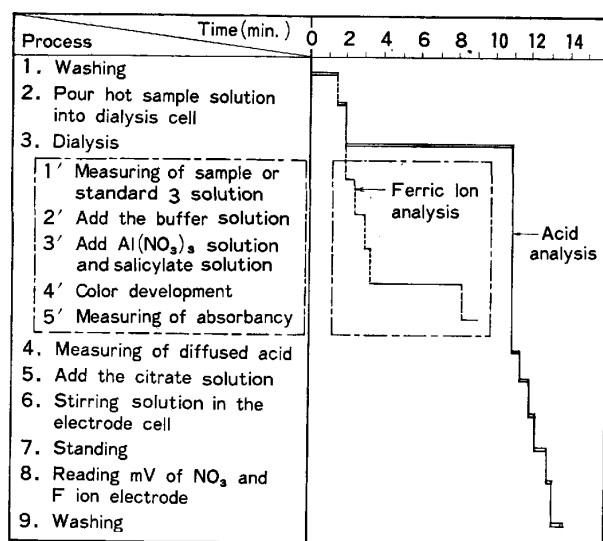 Time (min.)
Process
0 2 4 6 8 10 12 14
1. Washing
2. Pour hot sample solution
into dialysis cell
3. Dialysis
1′ Measuring of sample or
standard 3 solution
2′ Add the buffer solution
3′ Add Al(NO₃)₃ solution
and salicylate solution
4′ Color development
5′ Measuring of absorbancy
Ferric Ion
analysis
Acid
analysis
4. Measuring of diffused acid
5. Add the citrate solution
6. Stirring solution in the
electrode cell
7. Standing
8. Reading mV of NO₃ and
F ion electrode
9. Washing